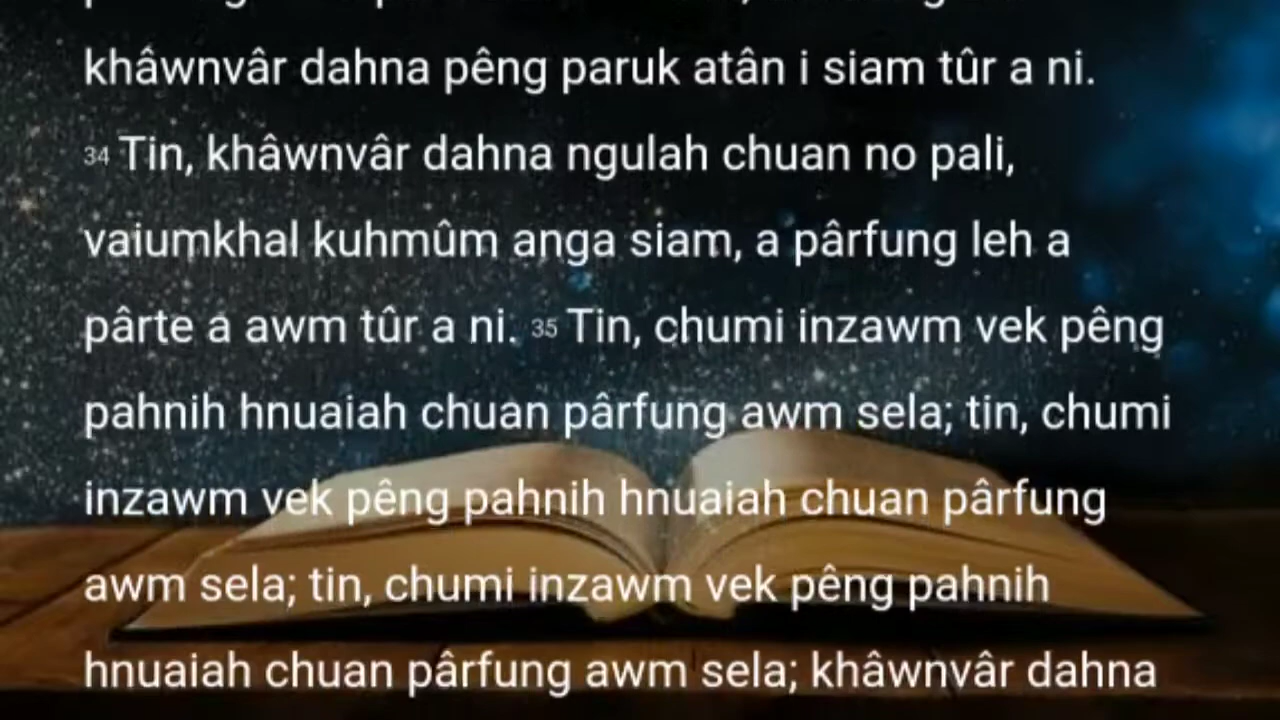 khâwnvâr dahna pêng paruk atân i siam tûr a ni.
34 Tin, khâwnvâr dahna ngulah chuan no pali,
vaiumkhal kuhmûm anga siam, a pârfung leh a
pârte a awm tûr a ni. 35 Tin, chumi inzawm vek pêng
pahnih hnuaiah chuan pârfung awm sela; tin, chumi
inzawm vek pêng pahnih hnuaiah chuan pârfung
awm sela; tin, chumi inzawm vek pêng pahnih
hnuaiah chuan pârfung awm sela; khâwnvâr dahna